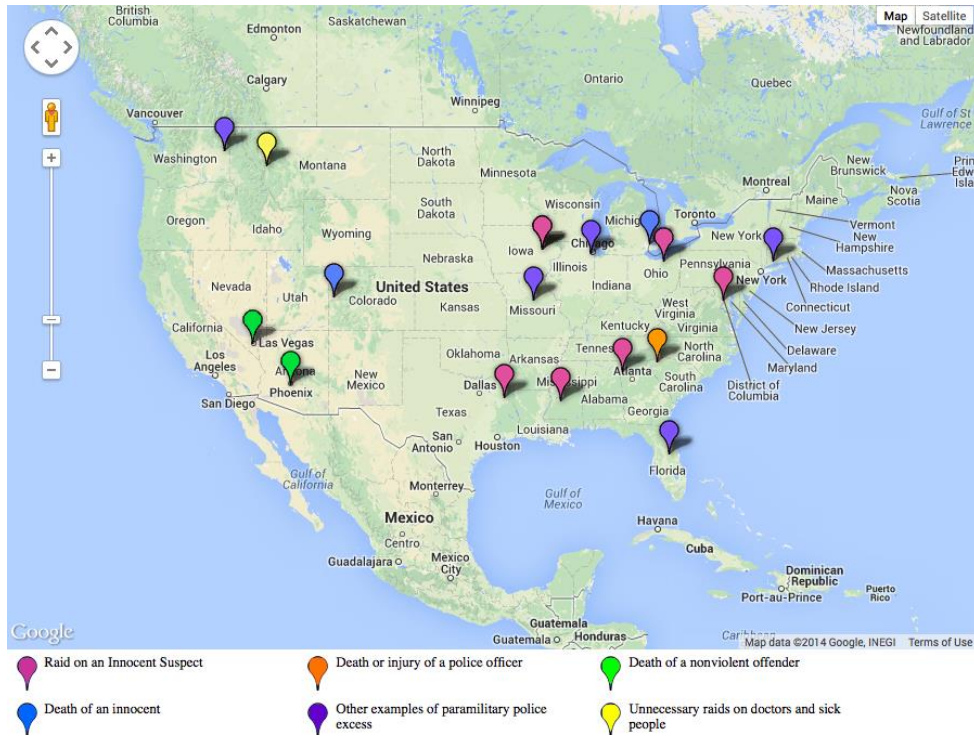 British
Columbia
Saskatchewan
Edmonton
Map
Satellite
Newfoundland
and Labrador
Calgary
Ontario
Quebec
Winnipeg
Vancouver
Gulf of St
Lawrence
Washington
Montana
North
Dakota
Minnesota
Montreal
New
Brunswick
Prin
Edw
Isla
Nova
Scotia
Maine
Oregon
Idaho
South
Dakota
Wisconsin
Michig
Toronto
Vermont
New
Hampshire
Wyoming
Iowa
Chicago
New York
Massachusetts
Nebraska
Illinois
Ohio
Pennsylvania
New York
Rhode Island
Nevada
Utah
Colorado
United States
Indiana
Connecticut
Kansas
Missouri
West
Virginia
New Jersey
California
Las Vegas
Kentucky
Virginia
Delaware
Los
Angeles
Arizona
Phoenix
New
Mexico
Oklahoma
Arkansas
Tennes
North
Carolina
Maryland
San Diego
Dallas
Mississippi
Atlanta
South
Carolina
District of
Columbia
Alabama
Texas
Georgia
Louisiana
San
Antonio
Houston
Florida
Gulf of
California
Monterrey
Gulf of
Mexico
Mexico
Havana
Centro
Cuba
Guadalajara
Mexico
City
Dominican
Republic
Port-au-Prince
Puerto
Rico
Guatemala
Guatemala
Honduras
Caribbean
Google
Map data ©2014 Google, INEGI
Terms of Use
Raid on an Innocent Suspect
Death or injury of a police officer
Death of a nonviolent offender
Death of an innocent
Other examples of paramilitary police
excess
Unnecessary raids on doctors and sick
people